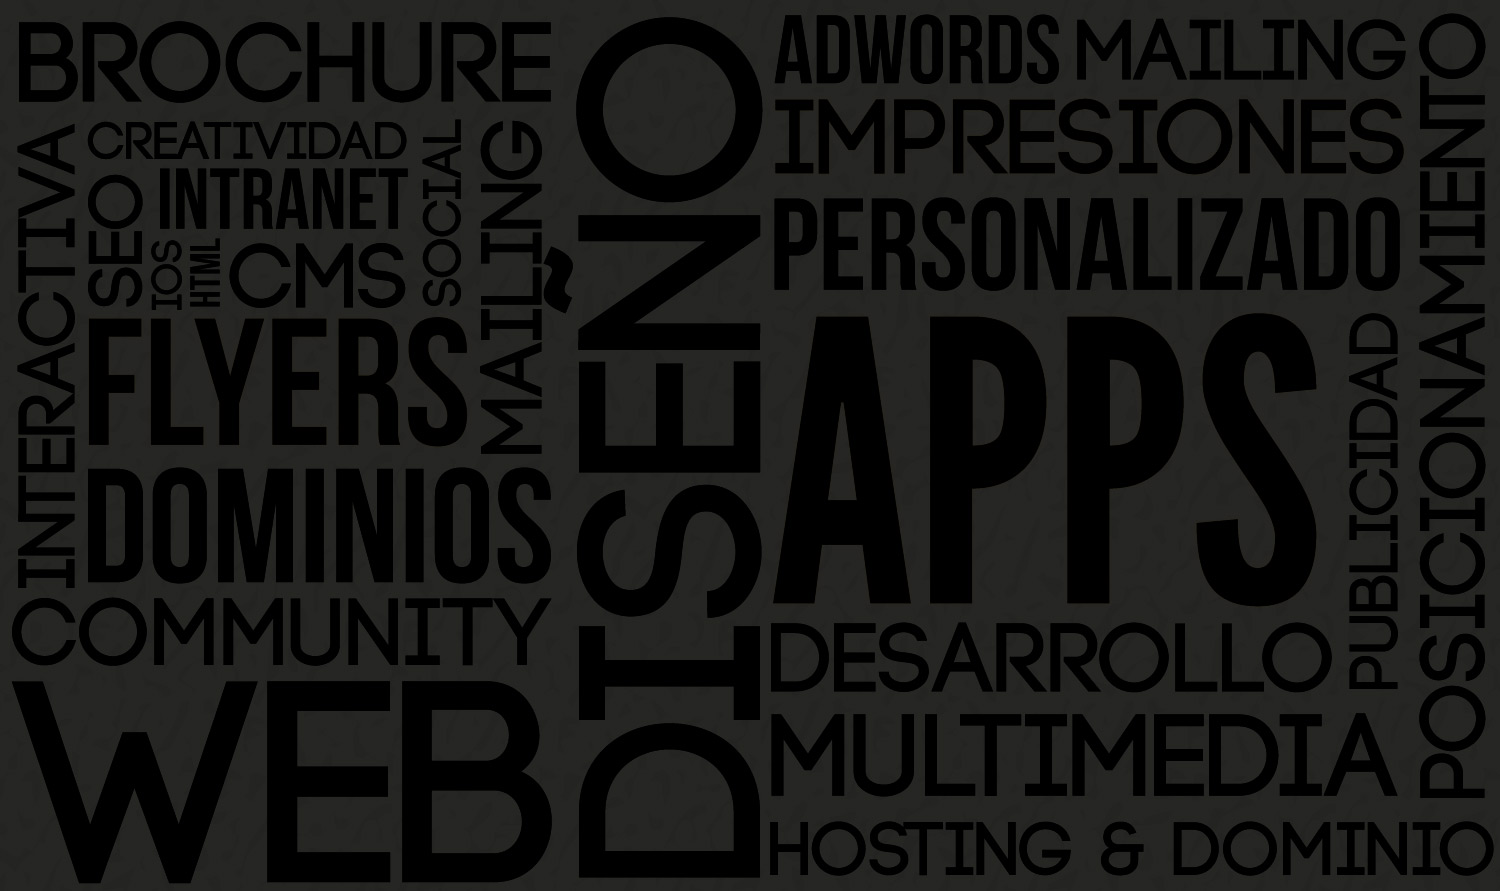 BROCHURE
INTERACTIVA
CREATIVIDAD
SEO
INTRANET
IOS
HTML
CMS
SOCIAL
MAILING
FLYERS
DOMINIOS
COMMUNITY
WEB
DISEÑO
ADWORDS
MAILING
IMPRESIONES
PERSONALIZADO
APPS
PUBLICIDAD
POSICIONAMIENTO
DESARROLLO
MULTIMEDIA
HOSTING & DOMINIO